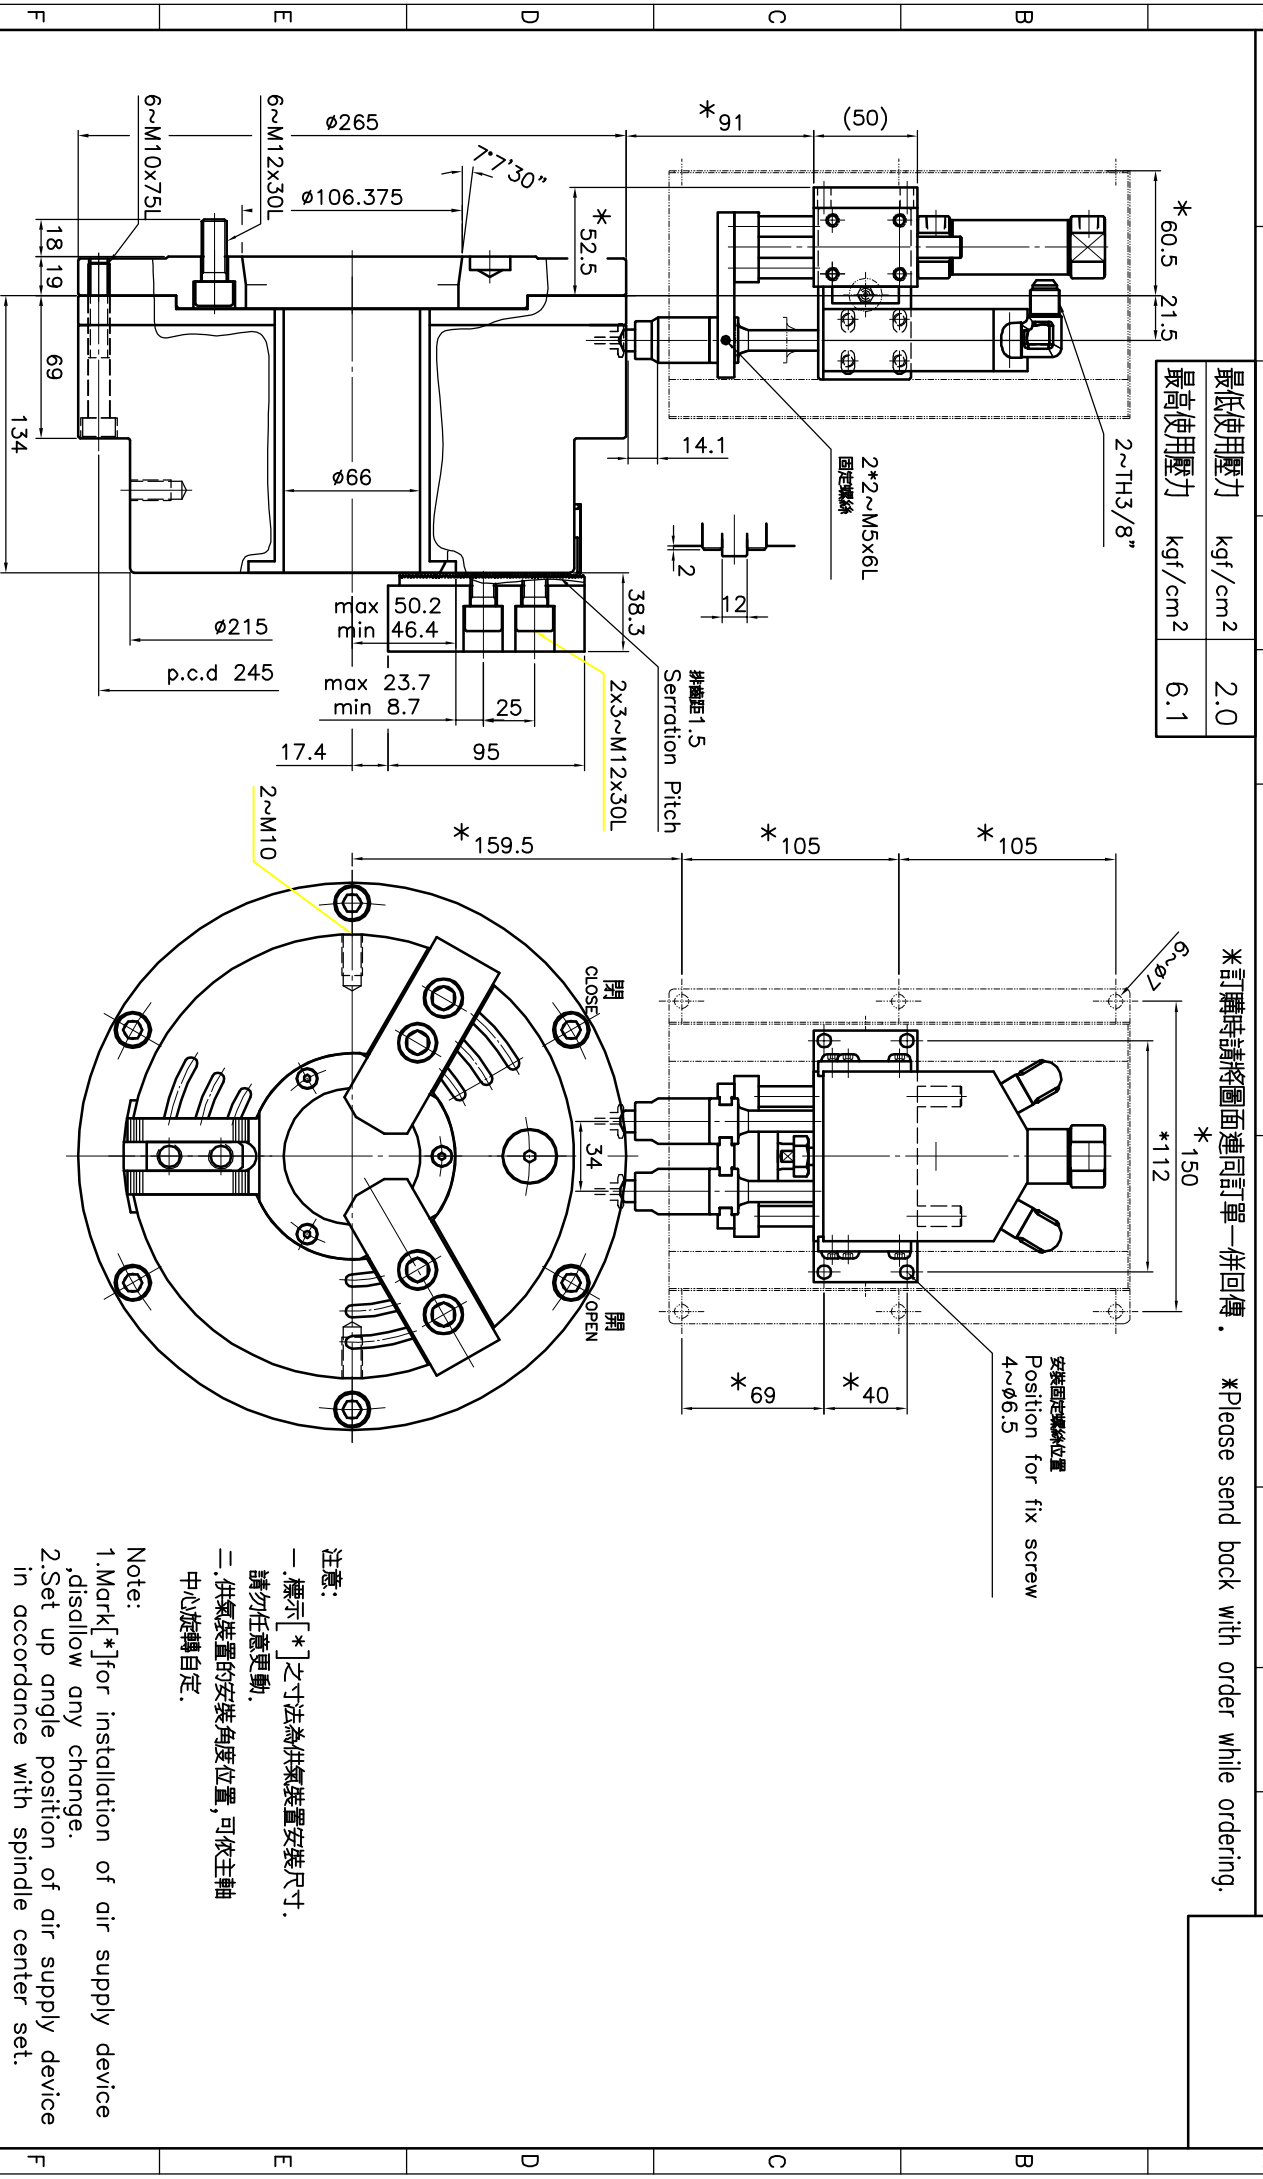 最低使用壓力 kgf/cm² 2.0
最高使用壓力 kgf/cm² 6.1
※訂購時請將圖面連同訂單一併回傳.
*Please send back with order while ordering.
B
C
D
E
F
*60.5
21.5
*52.5
(50)
*91
ø265
ø106.375
7°7'30"
6~M12x30L
6~M10x75L
18
19
69
134
2~TH3/8"
2*2~M5x6L
固定螺絲
14.1
2
12
ø66
ø215
p.c.d 245
max 50.2
min 46.4
max 23.7
min 8.7
38.3
25
17.4
95
排齒距1.5
Serration Pitch
2x3~M12x30L
2~M10
*159.5
*105
*105
6~ø7
*150
*112
34
閉
CLOSE
開
OPEN
*69
*40
安裝固定螺絲位置
Position for fix screw
4~ø6.5
注意:
一.標示[*]之寸法為供氣裝置安裝尺寸.
請勿任意更動.
二.供氣裝置的安裝角度位置,可依主軸
中心旋轉自定.
Note:
1.Mark[*]for installation of air supply device
,disallow any change.
2.Set up angle position of air supply device
in accordance with spindle center set.
B
C
D
E
F